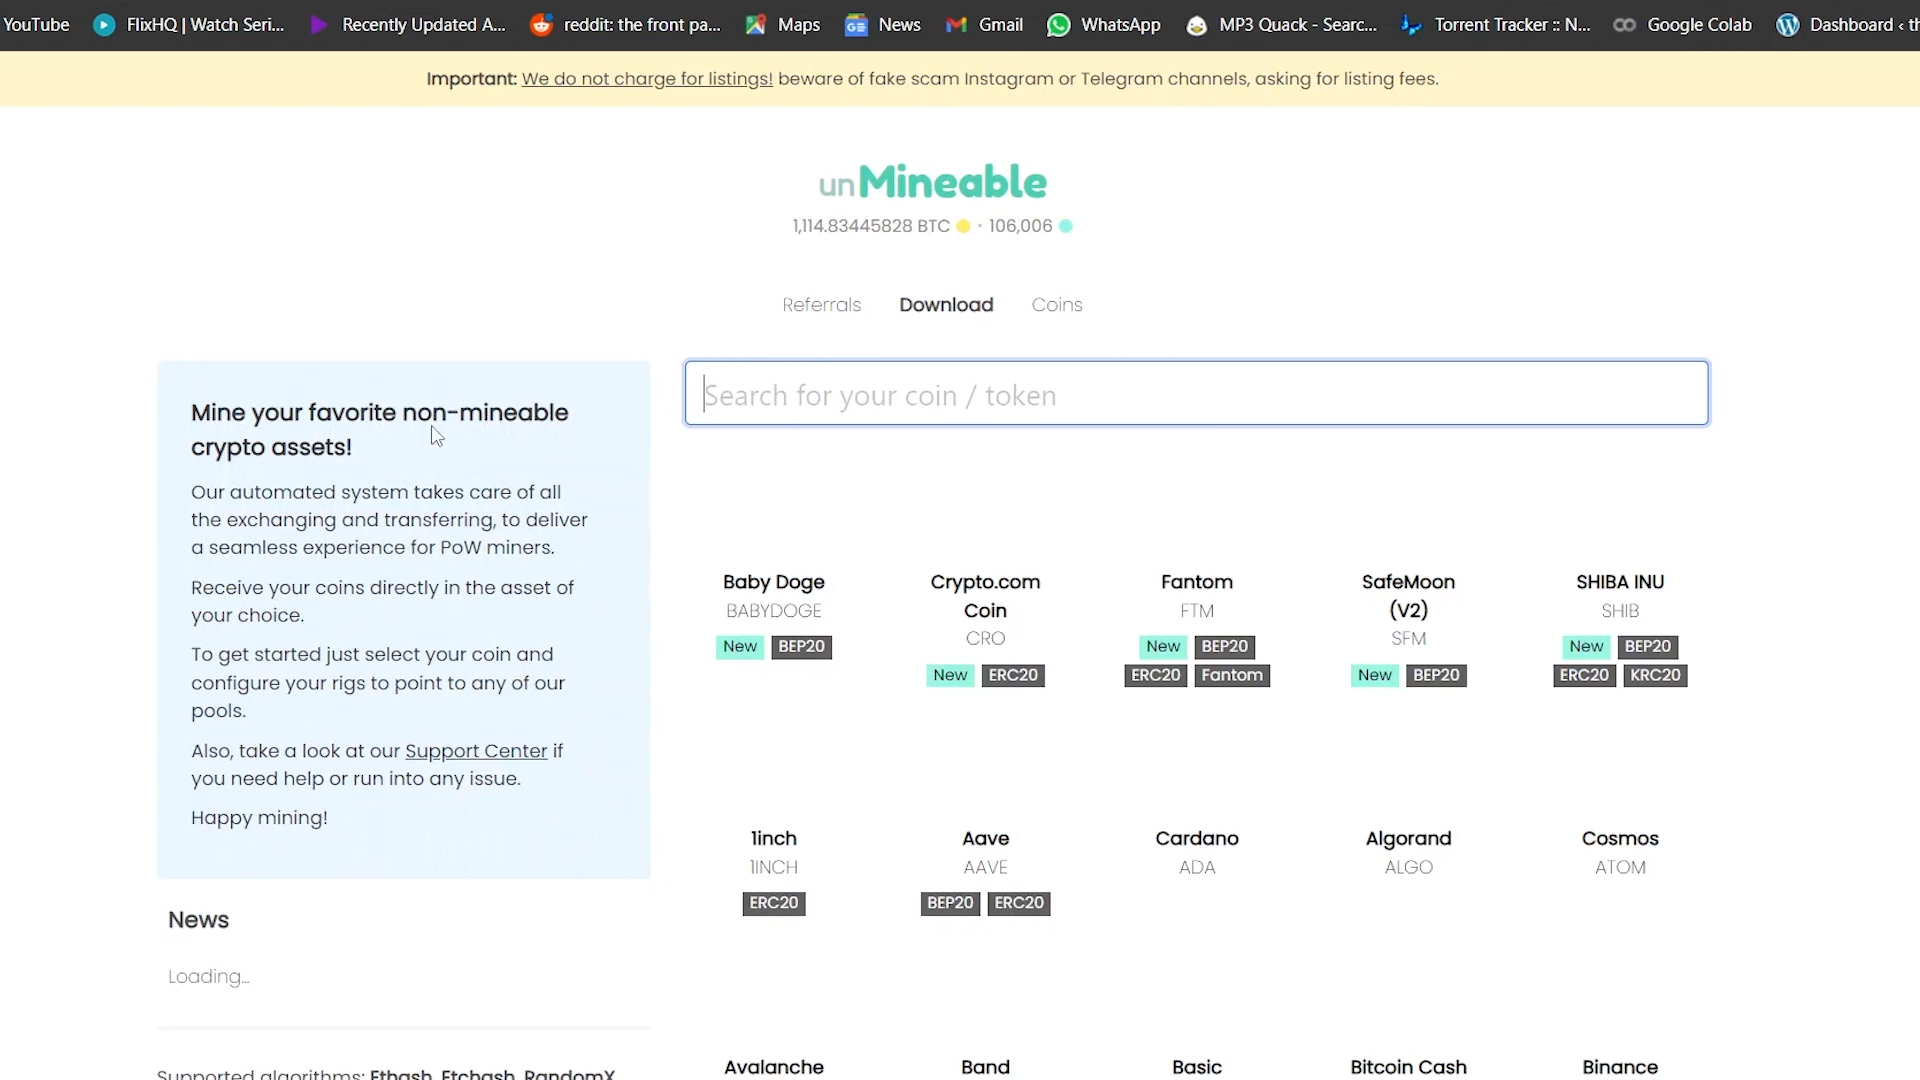 YouTube FlixHQ | Watch Seri... Recently Updated A... reddit: the front pa... Maps News Gmail WhatsApp MP3 Quack - Searc... Torrent Tracker :: N... Google Colab Dashboard ‹ th
Important: We do not charge for listings! beware of fake scam Instagram or Telegram channels, asking for listing fees.
unMineable
1,114.83445828 BTC · 106,006
Referrals Download Coins
Search for your coin / token
Mine your favorite non-mineable
crypto assets!
Our automated system takes care of all
the exchanging and transferring, to deliver
a seamless experience for PoW miners.
Receive your coins directly in the asset of
your choice.
To get started just select your coin and
configure your rigs to point to any of our
pools.
Also, take a look at our Support Center if
you need help or run into any issue.
Happy mining!
News
Loading...
Supported algorithms: Ethash, Etchash, RandomX
Baby Doge
BABYDOGE
New BEP20
Crypto.com
Coin
CRO
New ERC20
Fantom
FTM
New BEP20
ERC20 Fantom
SafeMoon
(V2)
SFM
New BEP20
SHIBA INU
SHIB
New BEP20
ERC20 KRC20
1inch
1INCH
ERC20
Aave
AAVE
BEP20 ERC20
Cardano
ADA
Algorand
ALGO
Cosmos
ATOM
Avalanche
Band
Basic
Bitcoin Cash
Binance